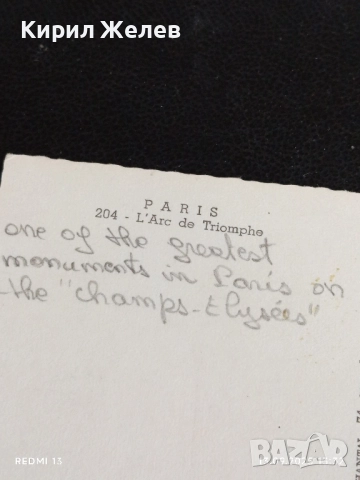 Кирил Желев
PARIS
204 - L'Arc de Triomphe
one of the greatest
monuments in Paris on
-the "champs-Elysées"
REDMI 13
BAZAR